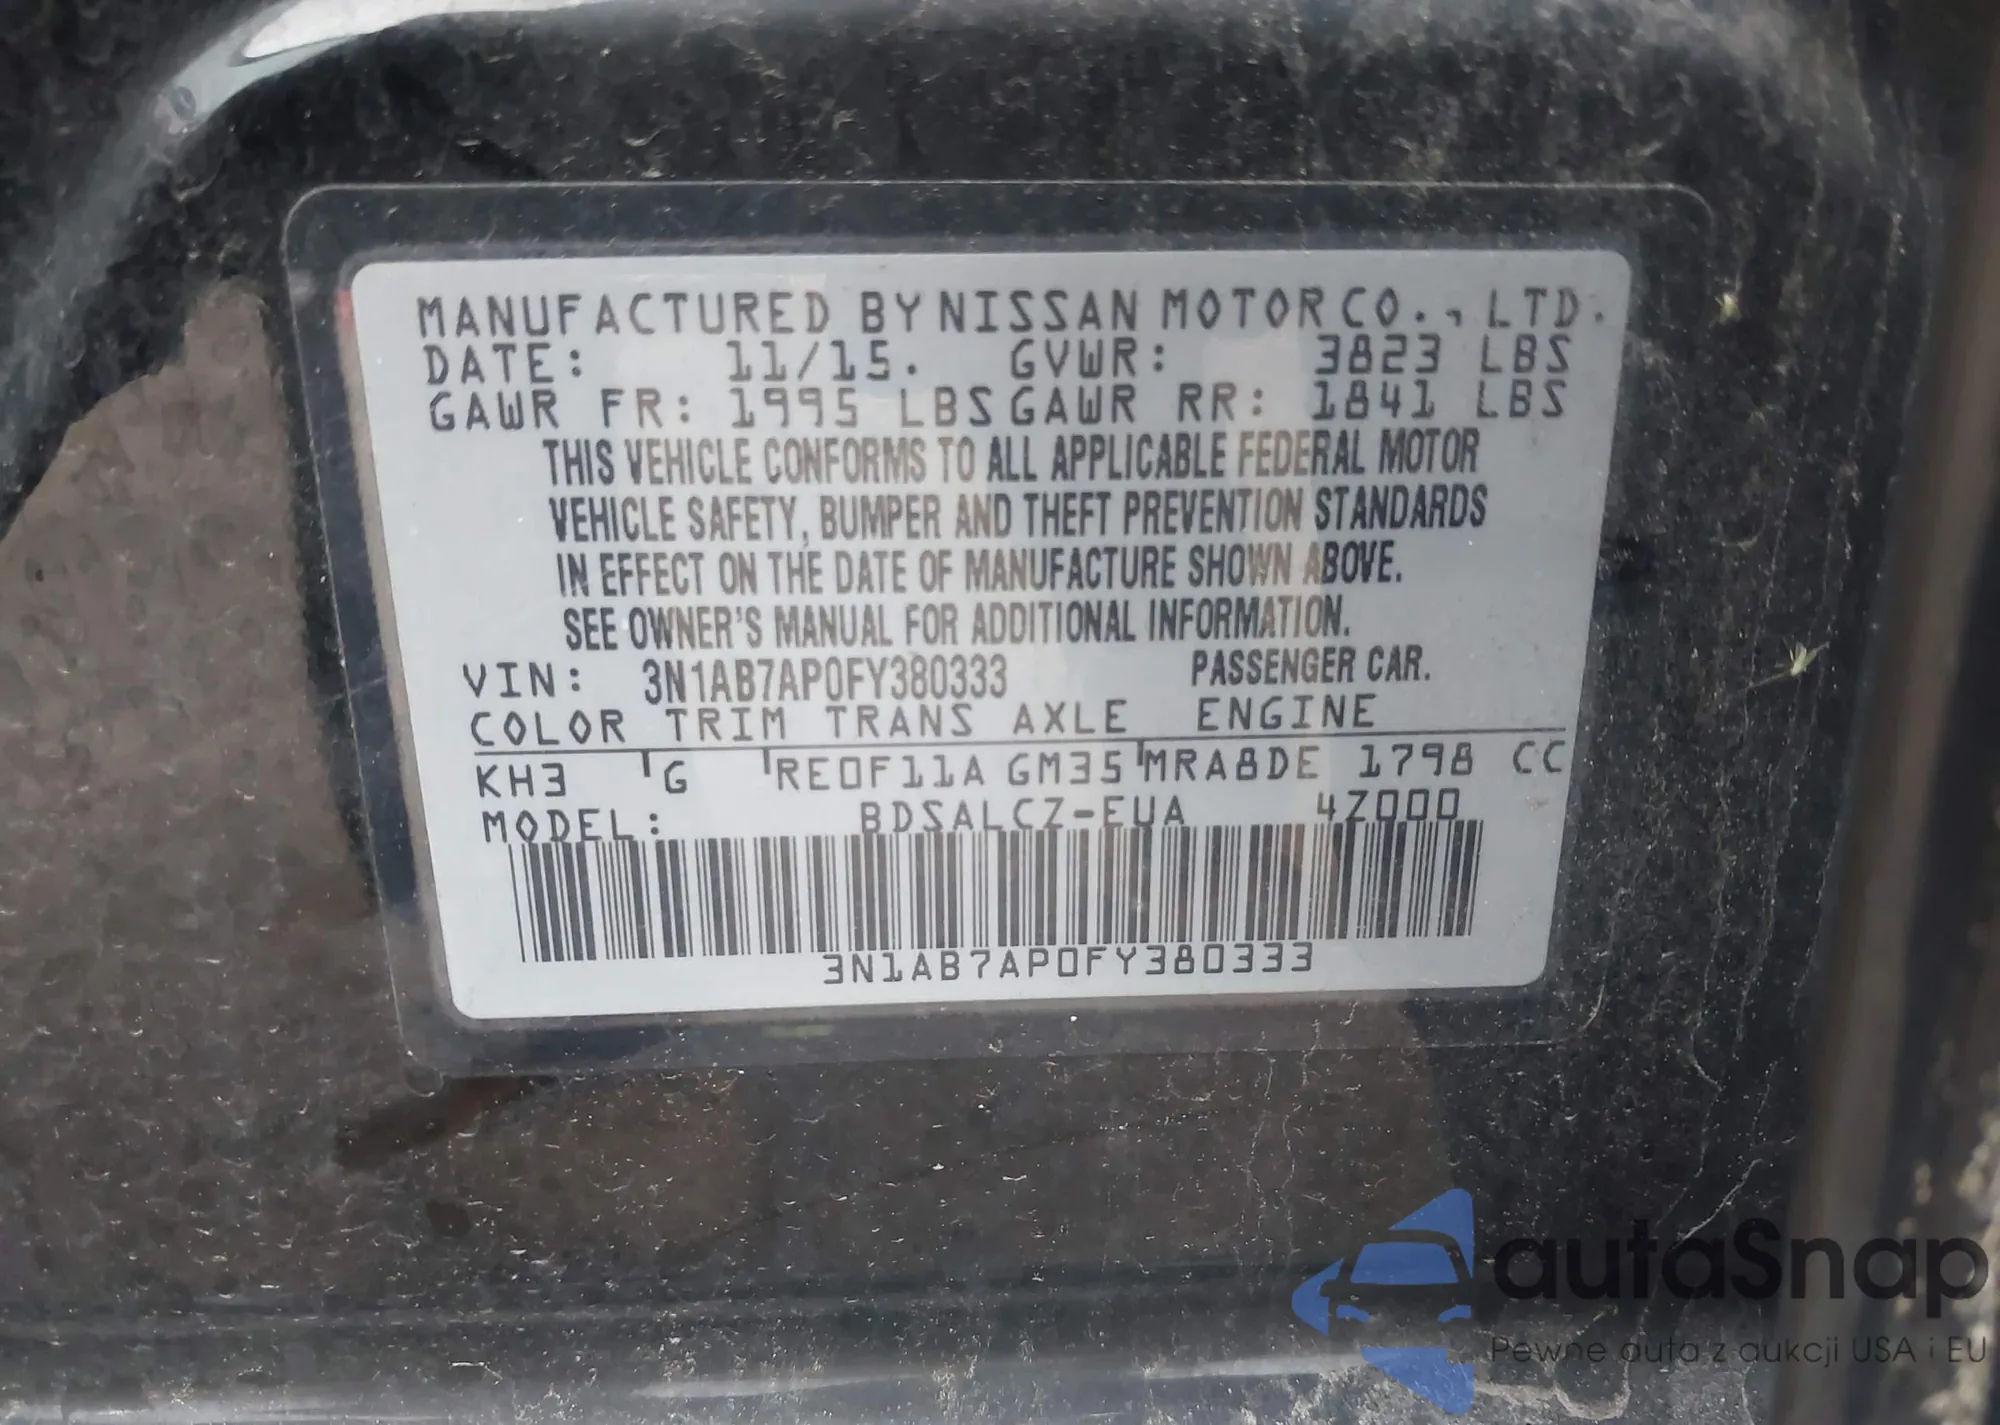 MANUFACTURED BY NISSAN MOTOR CO., LTD.
DATE: 11/15. GVWR: 3823 LBS
GAWR FR: 1995 LBS GAWR RR: 1841 LBS
THIS VEHICLE CONFORMS TO ALL APPLICABLE FEDERAL MOTOR
VEHICLE SAFETY, BUMPER AND THEFT PREVENTION STANDARDS
IN EFFECT ON THE DATE OF MANUFACTURE SHOWN ABOVE.
SEE OWNER'S MANUAL FOR ADDITIONAL INFORMATION.
VIN: 3N1AB7AP0FY380333 PASSENGER CAR.
COLOR TRIM TRANS AXLE ENGINE
KH3 G RE0F11A GM35 MRA8DE 1798 CC
MODEL: BDSALCZ-EUA 4Z000
3N1AB7AP0FY380333
autaSnap
Pewne auta z aukcji USA i EU